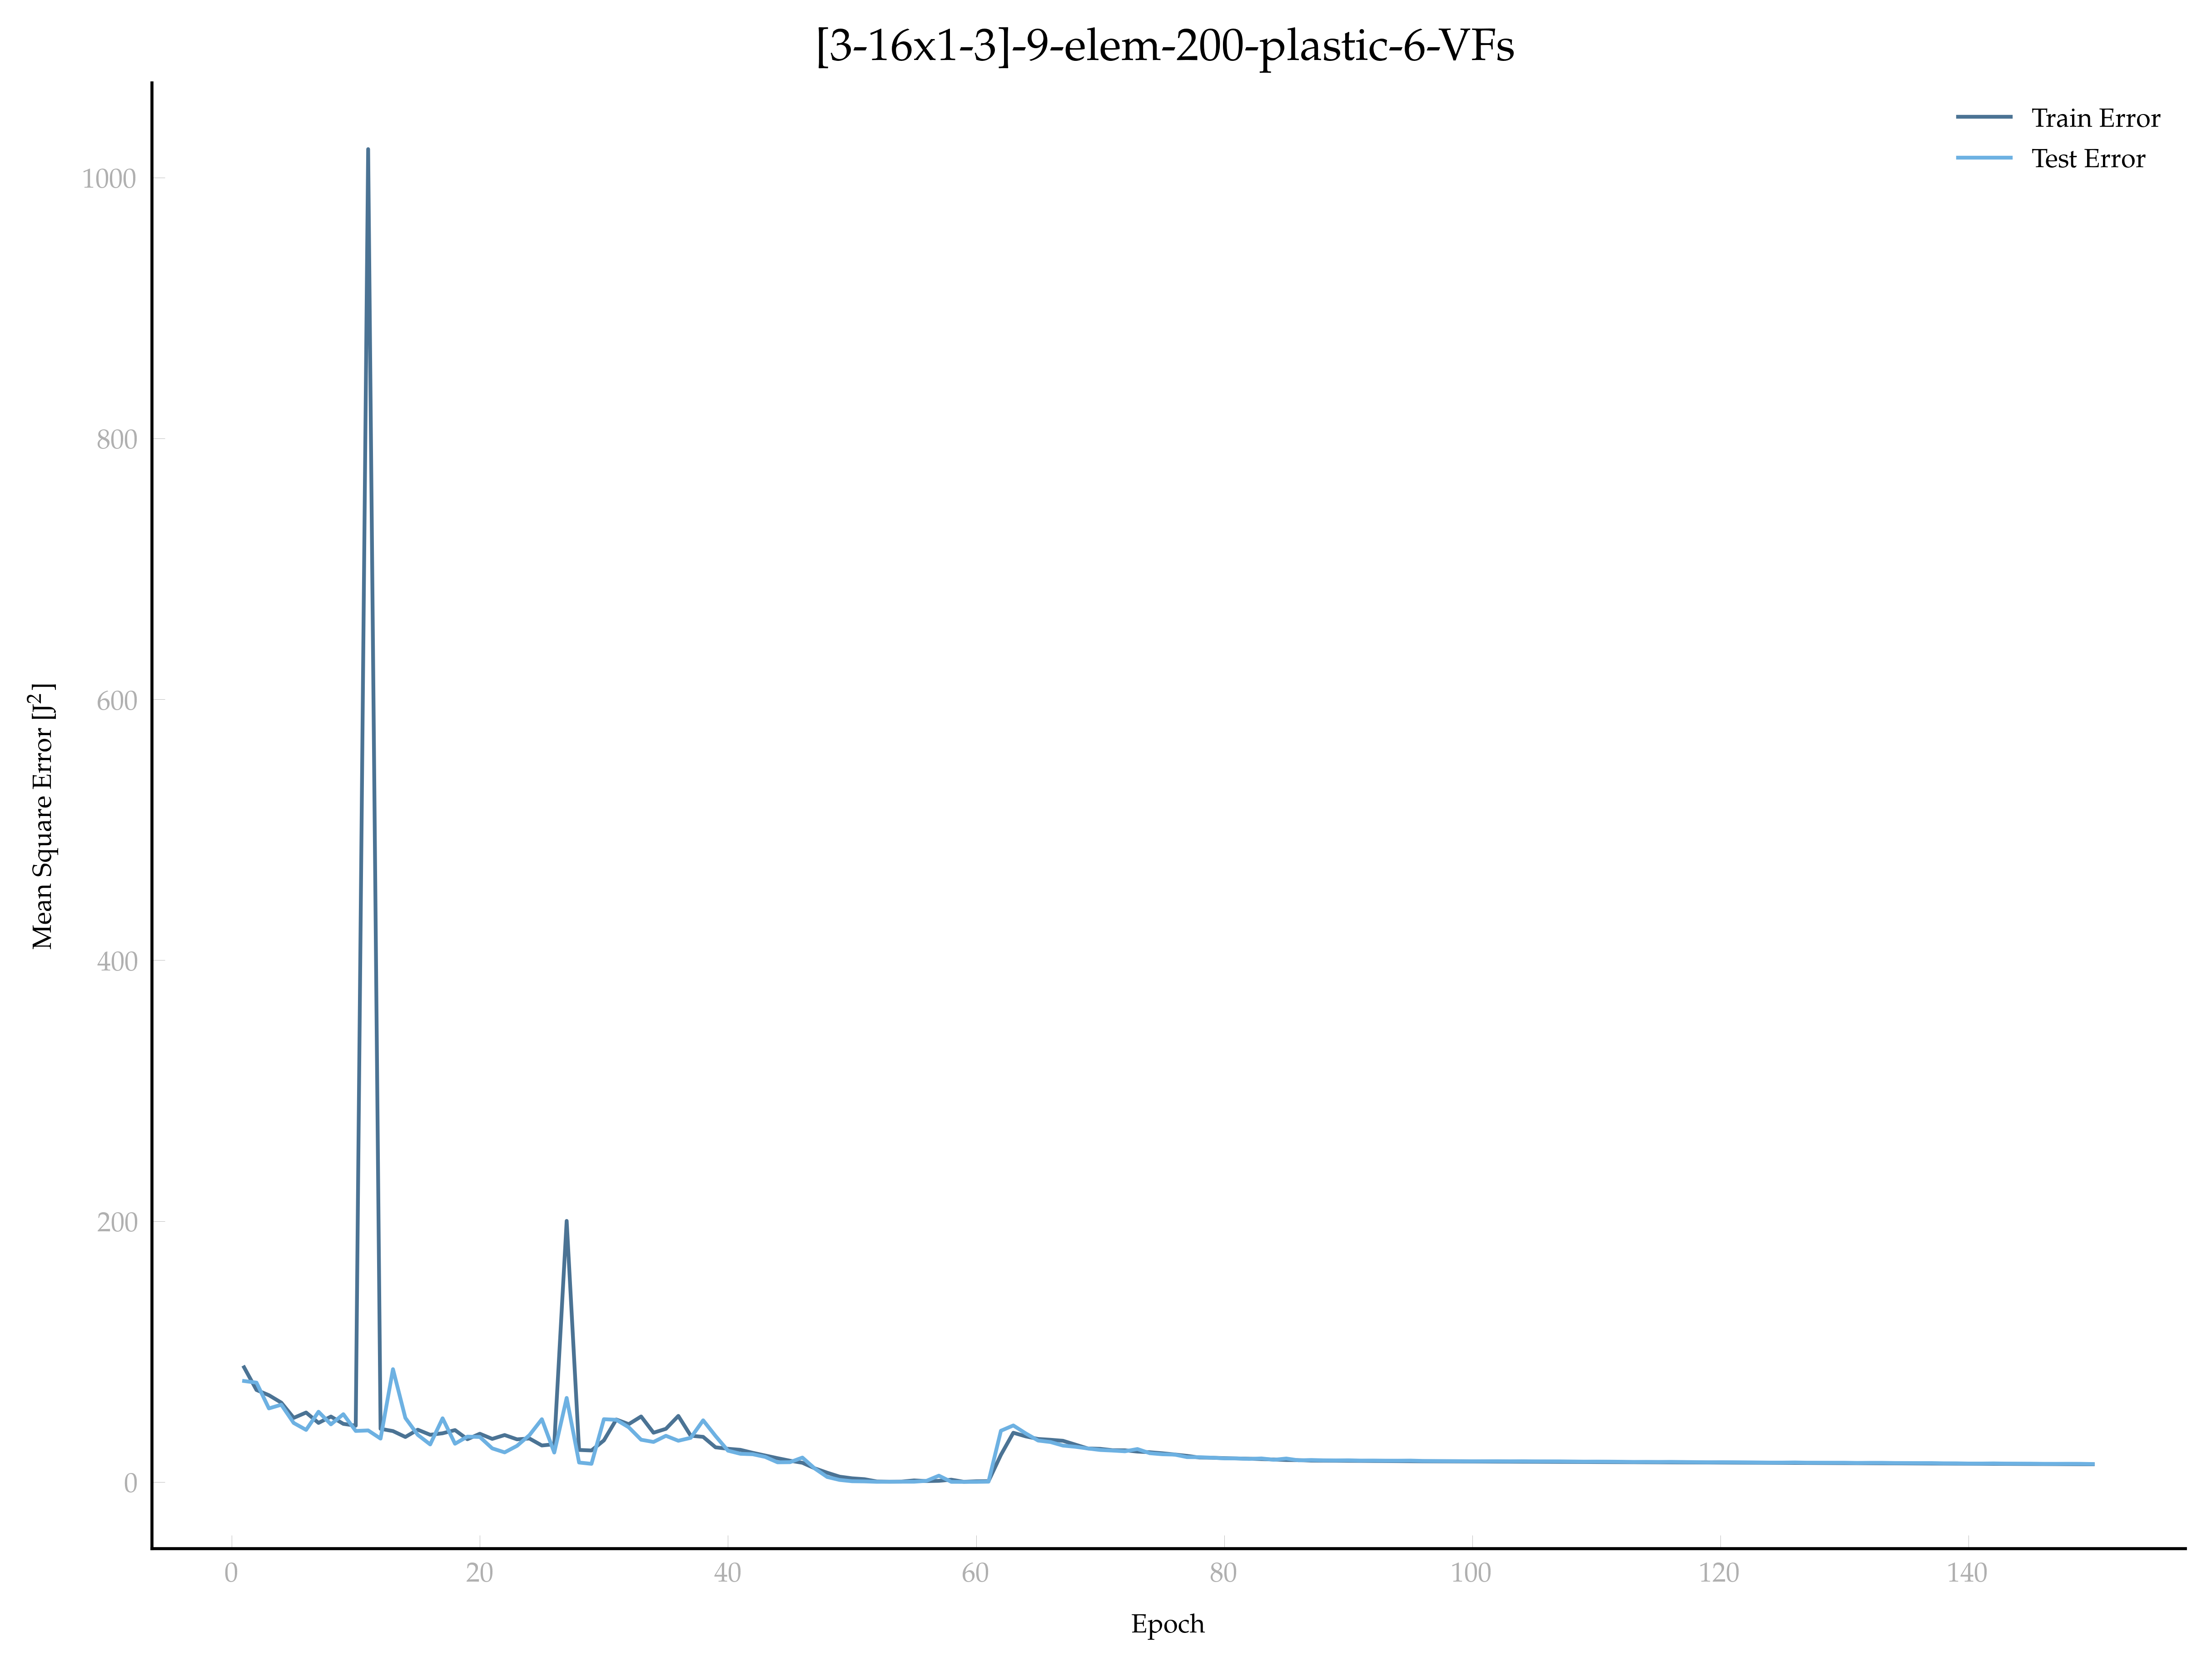 [3-16x1-3]-9-elem-200-plastic-6-VFs
Train Error
Test Error
1000
800
600
400
200
0
Mean Square Error [J²]
0 20 40 60 80 100 120 140
Epoch